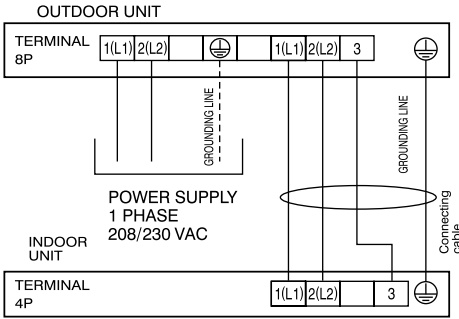 OUTDOOR UNIT
TERMINAL
8P
1(L1) 2(L2)
1(L1) 2(L2) 3
GROUNDING LINE
GROUNDING LINE
POWER SUPPLY
1 PHASE
208/230 VAC
Connecting
cable
INDOOR
UNIT
TERMINAL
4P
1(L1) 2(L2) 3